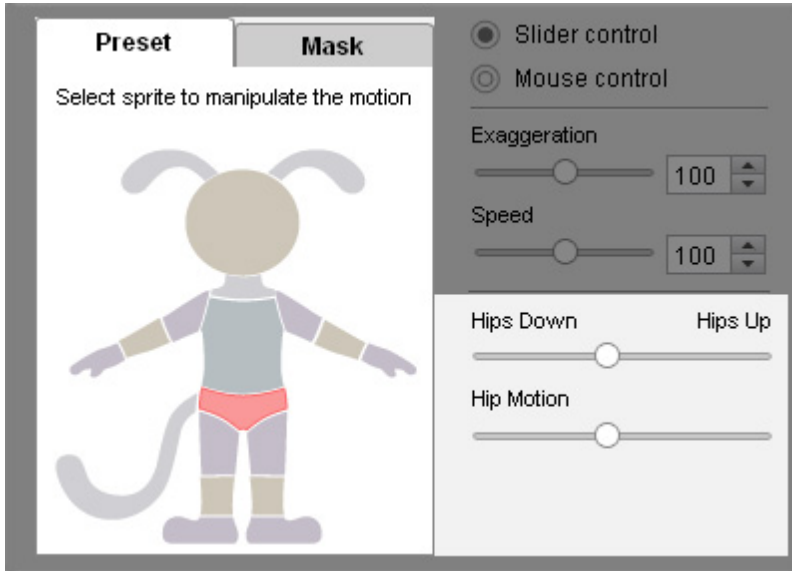 Preset
Mask
Select sprite to manipulate the motion
Slider control
Mouse control
Exaggeration
100
Speed
100
Hips Down Hips Up
Hip Motion